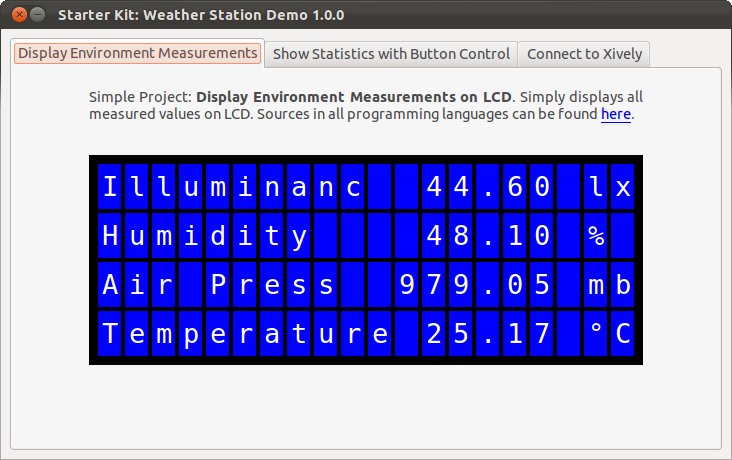 Starter Kit: Weather Station Demo 1.0.0
Display Environment Measurements
Show Statistics with Button Control
Connect to Xively
Simple Project: Display Environment Measurements on LCD. Simply displays all
measured values on LCD. Sources in all programming languages can be found here.
Illuminanc 44.60 lx
Humidity 48.10 %
Air Press 979.05 mb
Temperature 25.17 °C